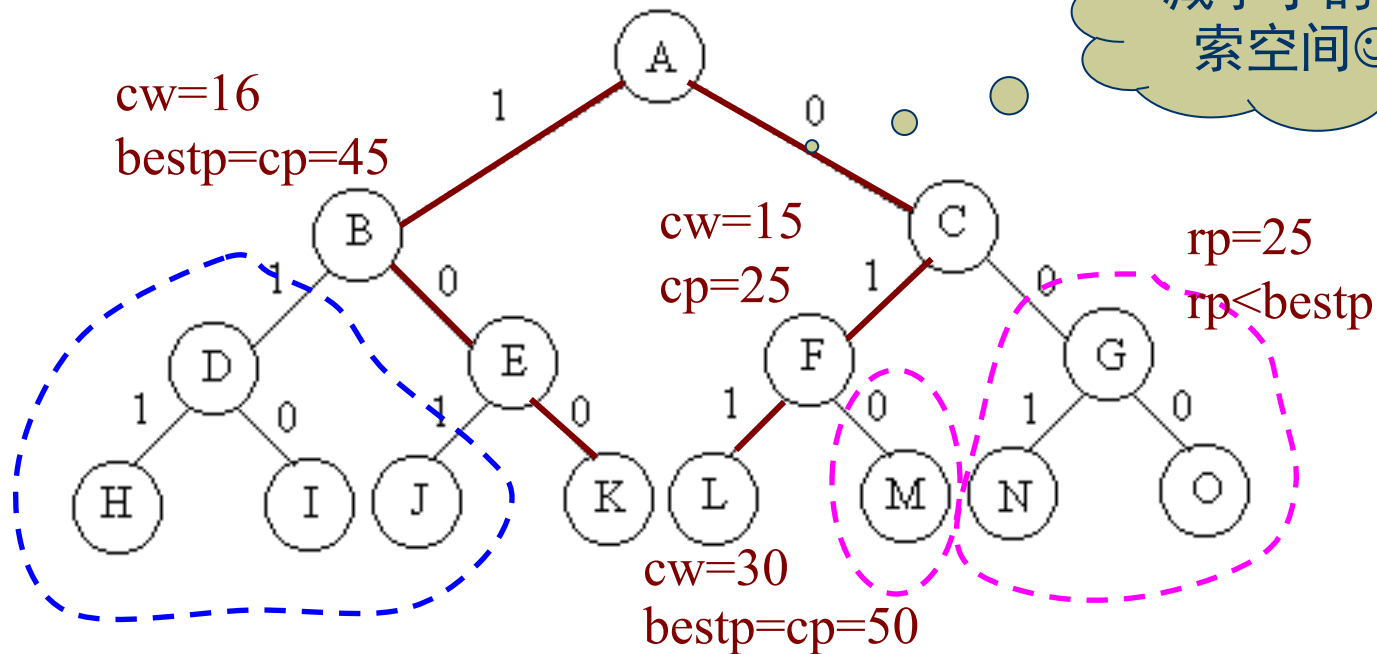 索空间☺
A
cw=16
bestp=cp=45
1
0
B
C
cw=15
cp=25
rp=25
rp<bestp
1
0
1
0
D
E
F
G
1
0
1
0
1
0
1
0
H
I
J
K
L
M
N
O
cw=30
bestp=cp=50